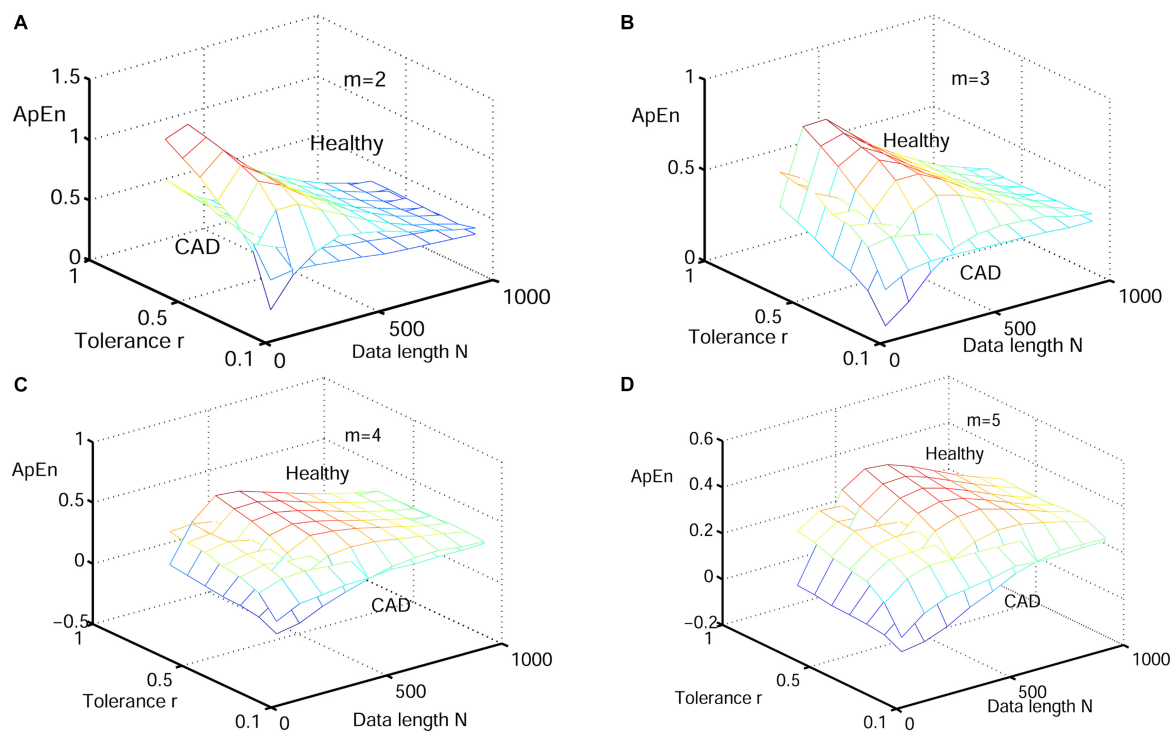 A
1.5
ApEn
1
0.5
0
m=2
Healthy
CAD
1
0.5
0.1
Tolerance r
0
500
1000
Data length N
B
1
ApEn
0.5
0
m=3
Healthy
CAD
1
0.5
0.1
Tolerance r
0
500
1000
Data length N
C
1
ApEn
0.5
0
−0.5
m=4
Healthy
CAD
1
0.5
0.1
Tolerance r
0
500
1000
Data length N
D
0.6
ApEn
0.4
0.2
0
−0.2
m=5
Healthy
CAD
1
0.5
0.1
Tolerance r
0
500
1000
Data length N